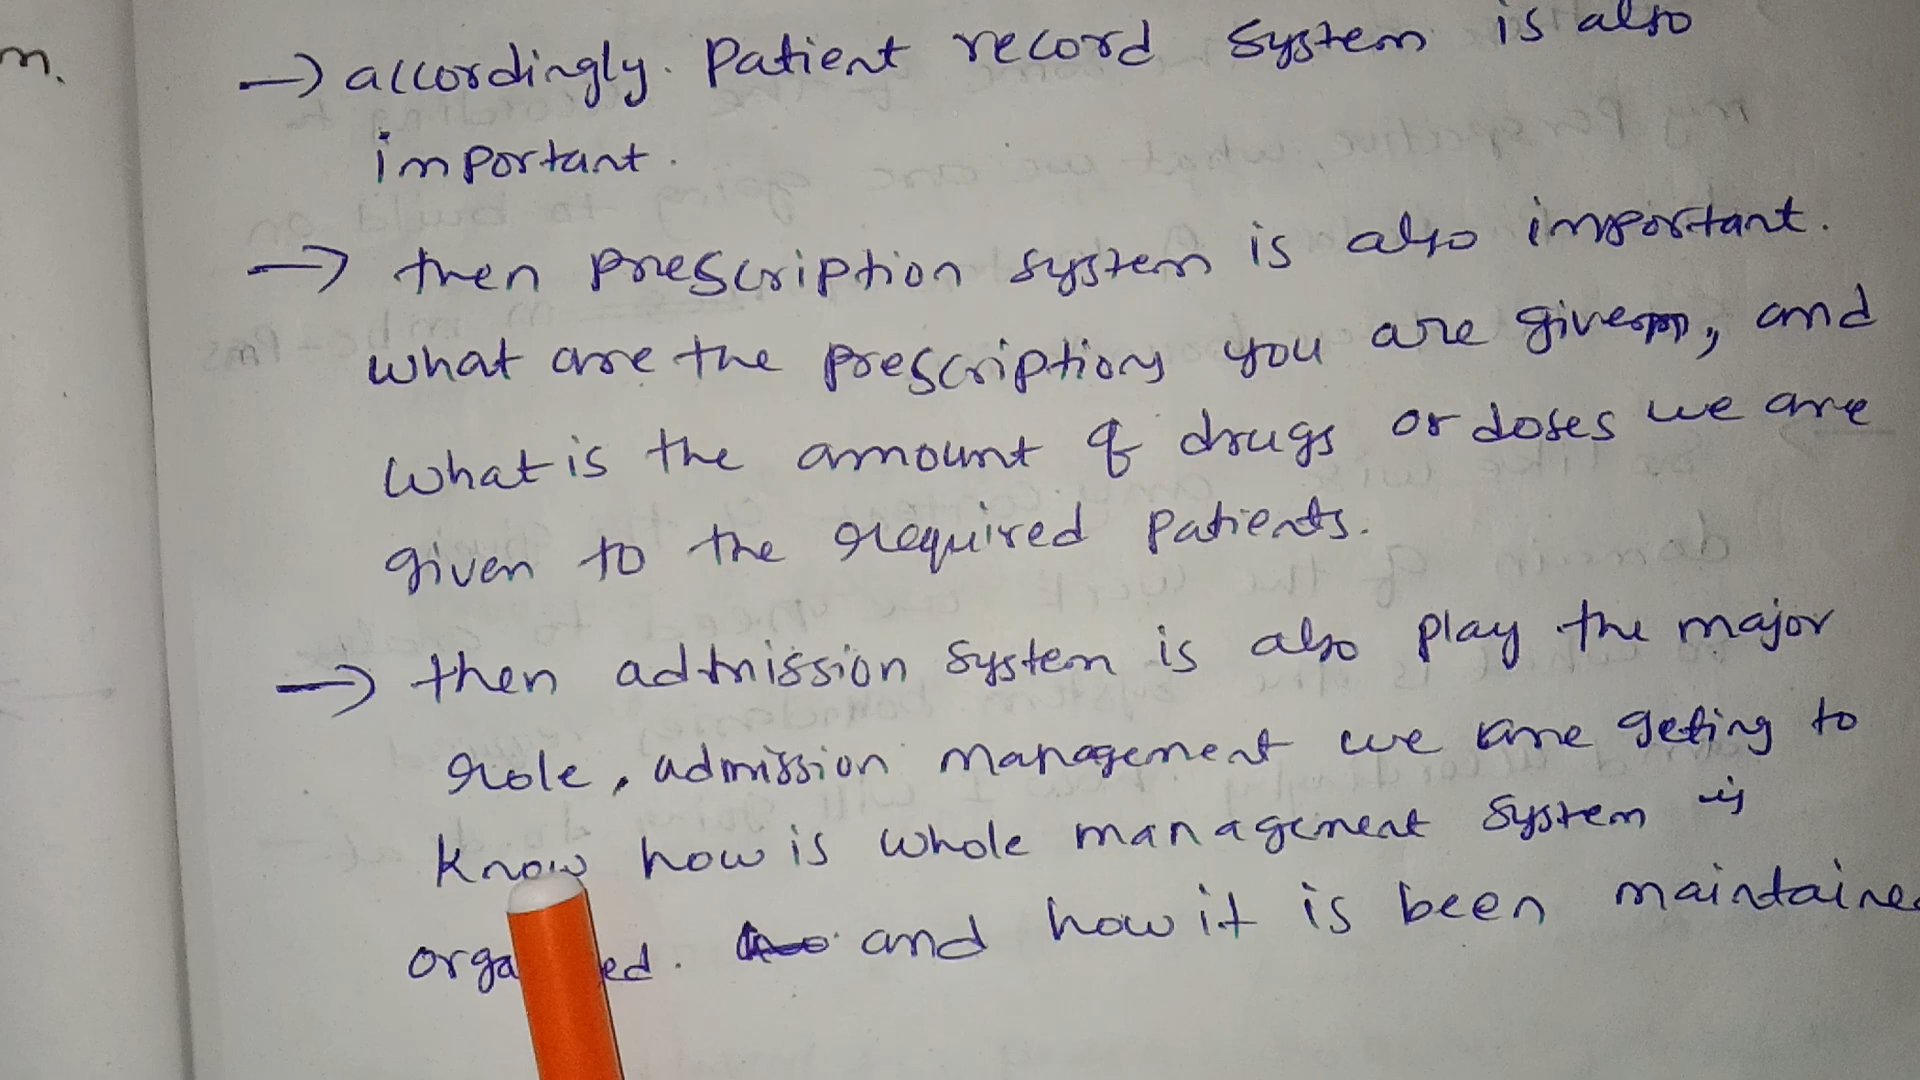 m.
→ accordingly. Patient record system is also
important.
→ then prescription system is also important.
what are the prescriptions you are given, and
what is the amount of drugs or doses we are
given to the required patients.
→ then admission system is also play the major
role, admission management we are geting to
know how is whole management system is
and how it is been